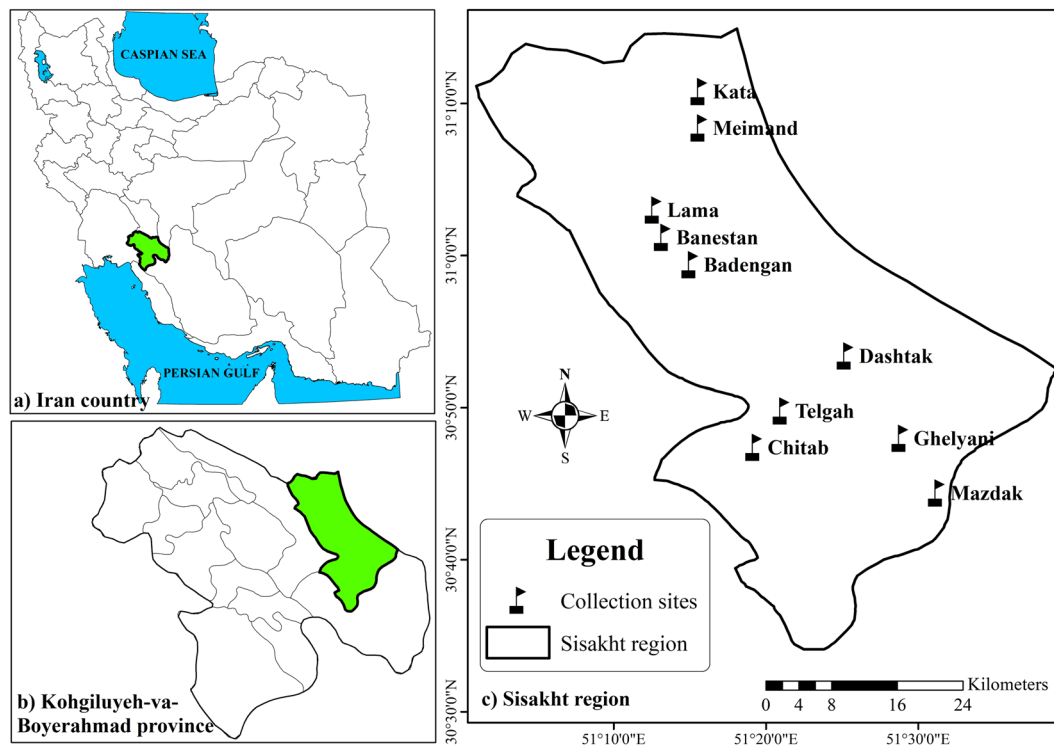 CASPIAN SEA
PERSIAN GULF
a) Iran country
b) Kohgiluyeh-va-
Boyerahmad province
31°10'0"N
31°0'0"N
30°50'0"N
30°40'0"N
30°30'0"N
Kata
Meimand
Lama
Banestan
Badengan
Dashtak
Telgah
Ghelyani
Chitab
Mazdak
N
W E
S
Legend
Collection sites
Sisakht region
c) Sisakht region
Kilometers
0 4 8 16 24
51°10'0"E 51°20'0"E 51°30'0"E